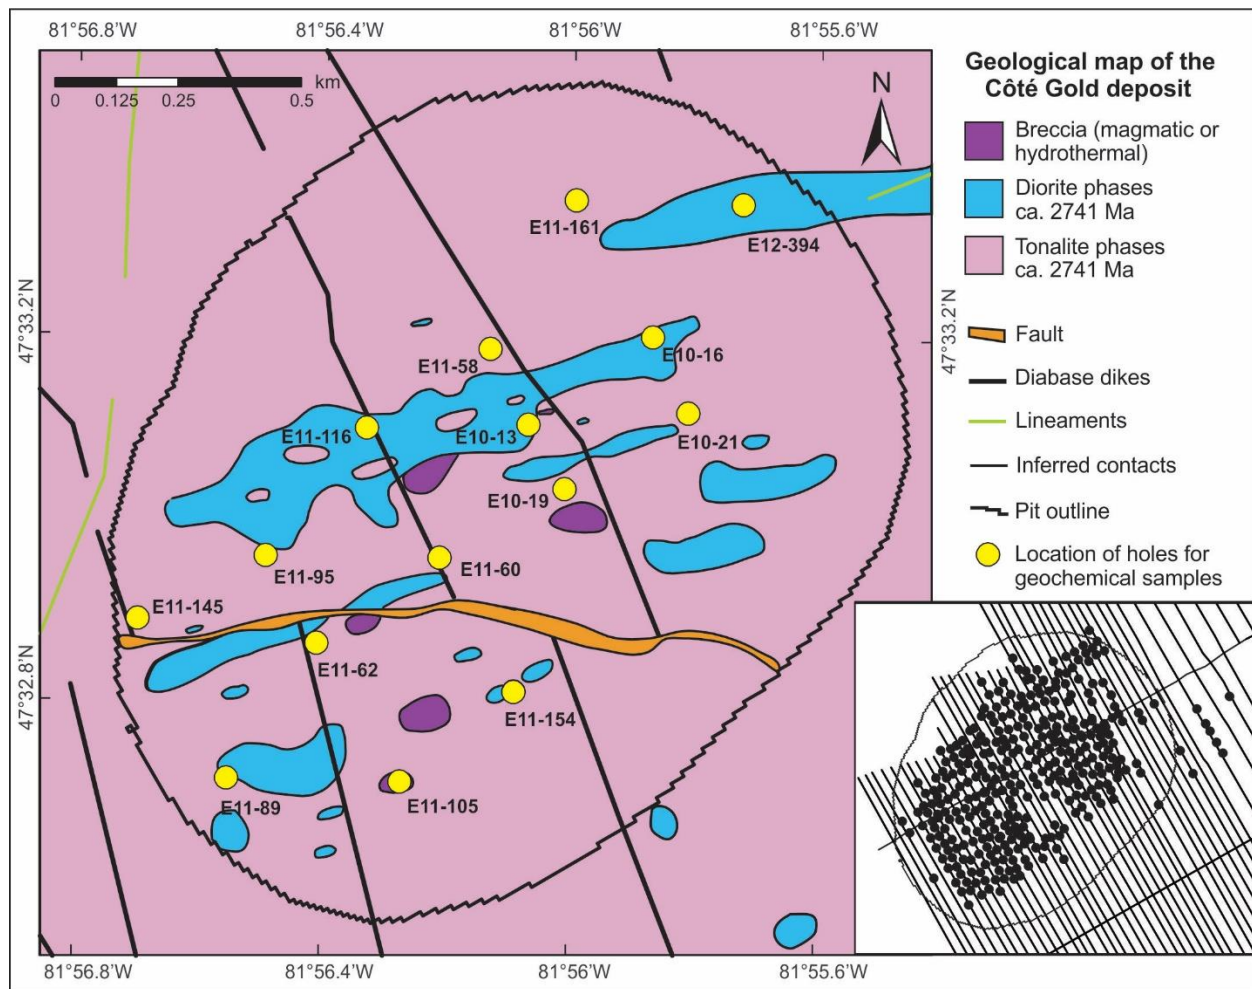 81°56.8'W
81°56.4'W
81°56'W
81°55.6'W
km
0
0.125
0.25
0.5
N
Geological map of the
Côté Gold deposit
Breccia (magmatic or
hydrothermal)
Diorite phases
ca. 2741 Ma
Tonalite phases
ca. 2741 Ma
Fault
Diabase dikes
Lineaments
Inferred contacts
Pit outline
Location of holes for
geochemical samples
47°33.2'N
47°33.2'N
47°32.8'N
E11-161
E12-394
E11-58
E10-16
E11-116
E10-13
E10-21
E10-19
E11-95
E11-60
E11-145
E11-62
E11-154
E11-89
E11-105
81°56.8'W
81°56.4'W
81°56'W
81°55.6'W